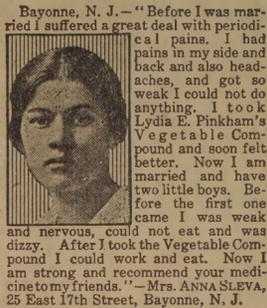 Bayonne, N. J.—"Before I was mar-
ried I suffered a great deal with periodi-
cal pains. I had
pains in my side and
back and also head-
aches, and got so
weak I could not do
anything. I took
Lydia E. Pinkham's
Vegetable Com-
pound and soon felt
better. Now I am
married and have
two little boys. Be-
fore the first one
came I was weak
and nervous, could not eat and was
dizzy. After I took the Vegetable Com-
pound I could work and eat. Now I
am strong and recommend your medi-
cine to my friends."—Mrs. ANNA SLEVA,
25 East 17th Street, Bayonne, N. J.